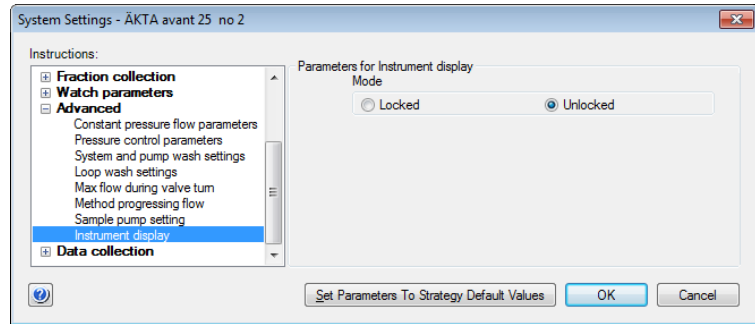 System Settings - ÄKTA avant 25 no 2
Instructions:
Fraction collection
Watch parameters
Advanced
Constant pressure flow parameters
Pressure control parameters
System and pump wash settings
Loop wash settings
Max flow during valve turn
Method progressing flow
Sample pump setting
Instrument display
Data collection
Parameters for Instrument display
Mode
Locked Unlocked
Set Parameters To Strategy Default Values OK Cancel